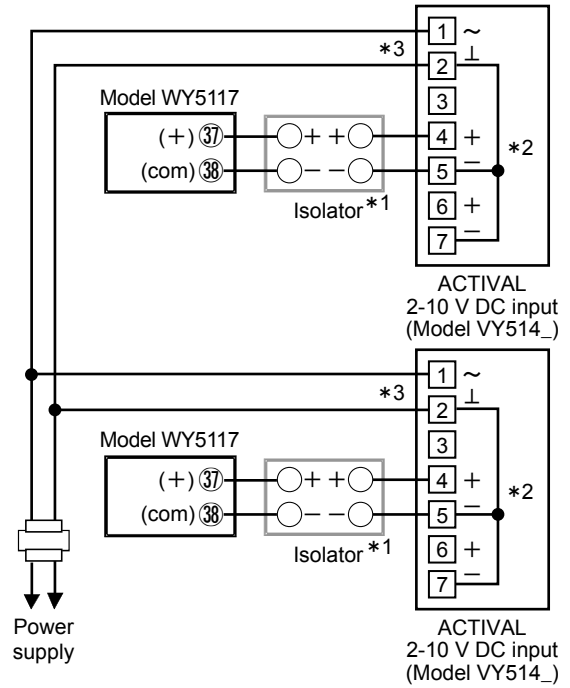 1 ~
*3
2 ⊥
Model WY5117
3
(+) ㊲ + + 4 +
*2
(com) ㊳ − − 5 −
Isolator *1
6 +
7 −
ACTIVAL
2-10 V DC input
(Model VY514_)
1 ~
*3
2 ⊥
Model WY5117
3
(+) ㊲ + + 4 +
*2
(com) ㊳ − − 5 −
Isolator *1
6 +
7 −
Power
supply
ACTIVAL
2-10 V DC input
(Model VY514_)